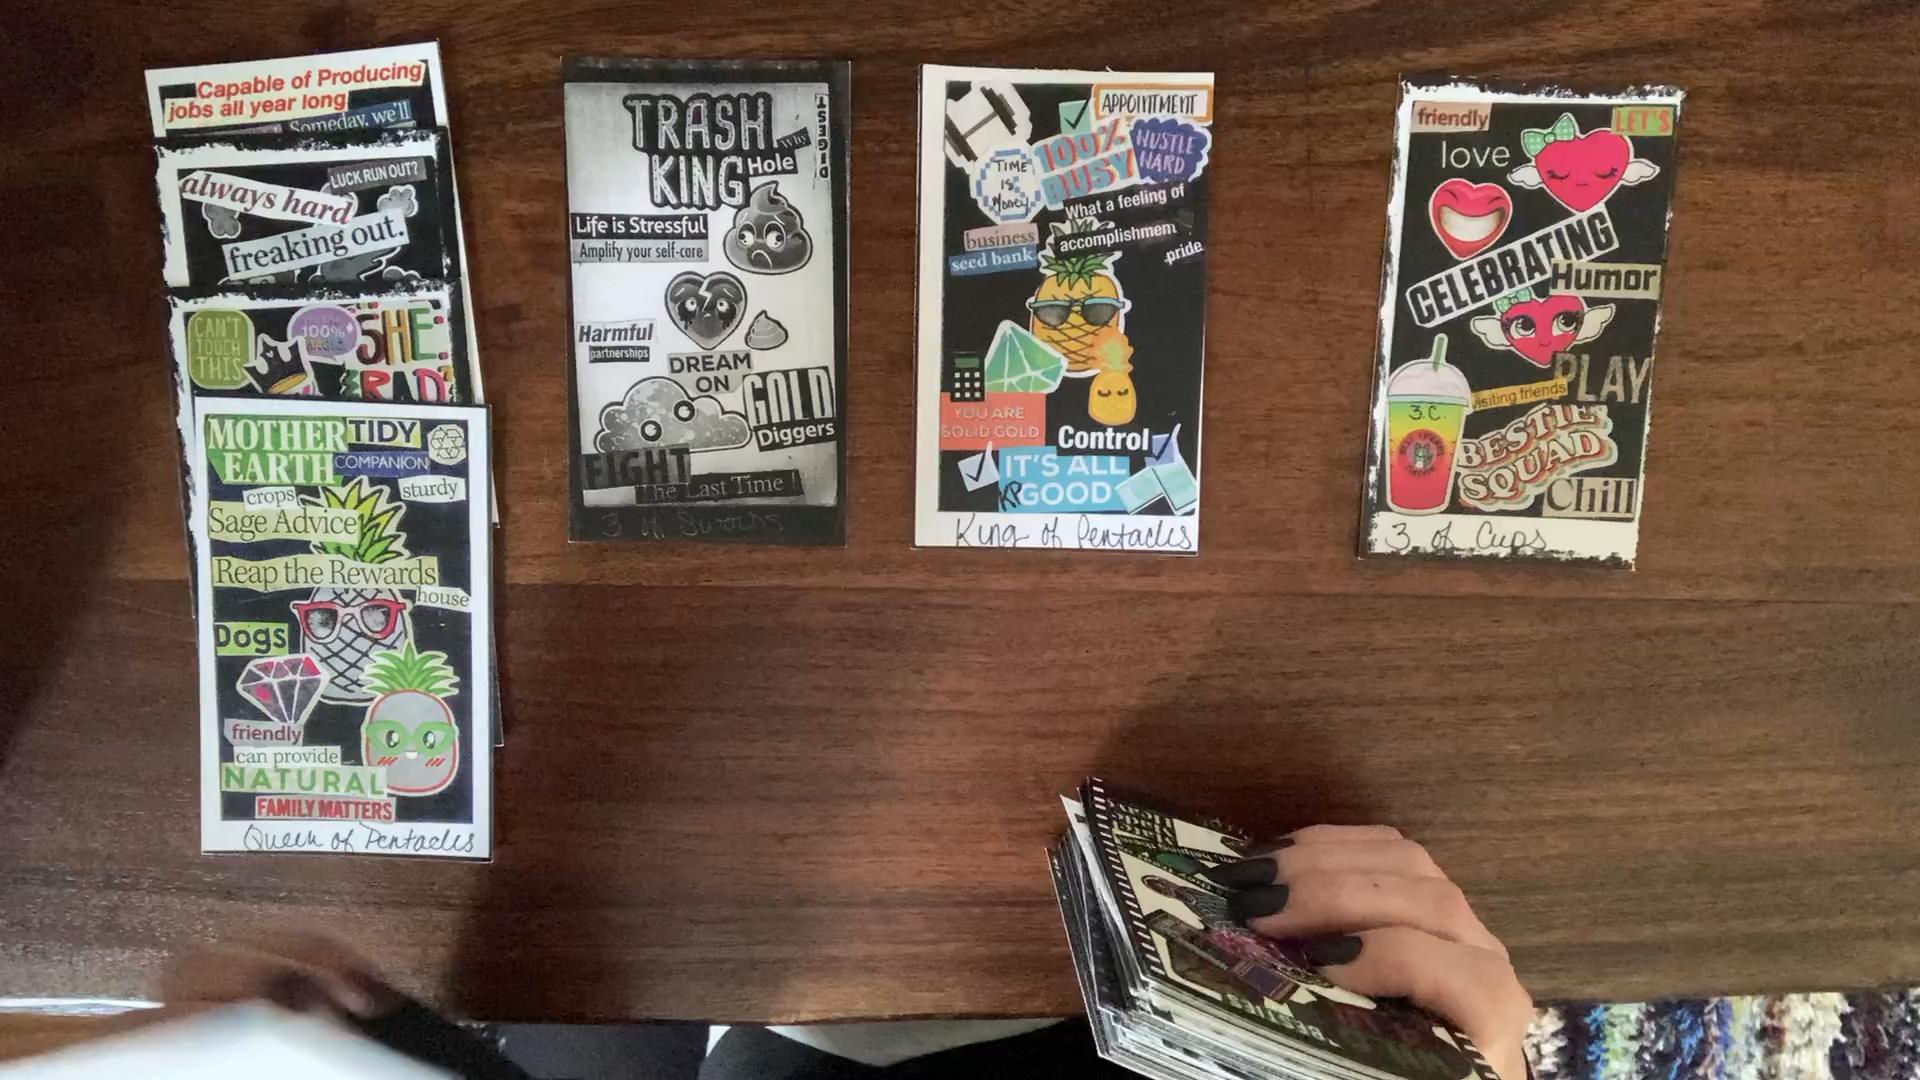 Capable of Producing
jobs all year long
Someday, we'll
LUCK RUN OUT?
always hard
freaking out.
CAN'T
TOUCH
THIS
100%
SHE:
RAD
MOTHER
EARTH
TIDY
COMPANION
crops
sturdy
Sage Advice
Reap the Rewards
house
Dogs
friendly
can provide
NATURAL
FAMILY MATTERS
Queen of Pentacles
TRASH
KING
Why
Hole
DIGEST
Life is Stressful
Amplify your self-care
Harmful
partnerships
DREAM
ON
GOLD
Diggers
FIGHT
The Last Time !
3 of Swords
APPOINTMENT
100%
BUSY
HUSTLE
HARD
TIME
IS
Money
What a feeling of
accomplishmen
pride
business
seed bank
YOU ARE
SOLID GOLD
Control
IT'S ALL
GOOD
KP
King of Pentacles
friendly
LET'S
love
CELEBRATING
Humor
PLAY
visiting friends
3.C.
BESTIE
SQUAD
Chill
3 of Cups
BESTIES